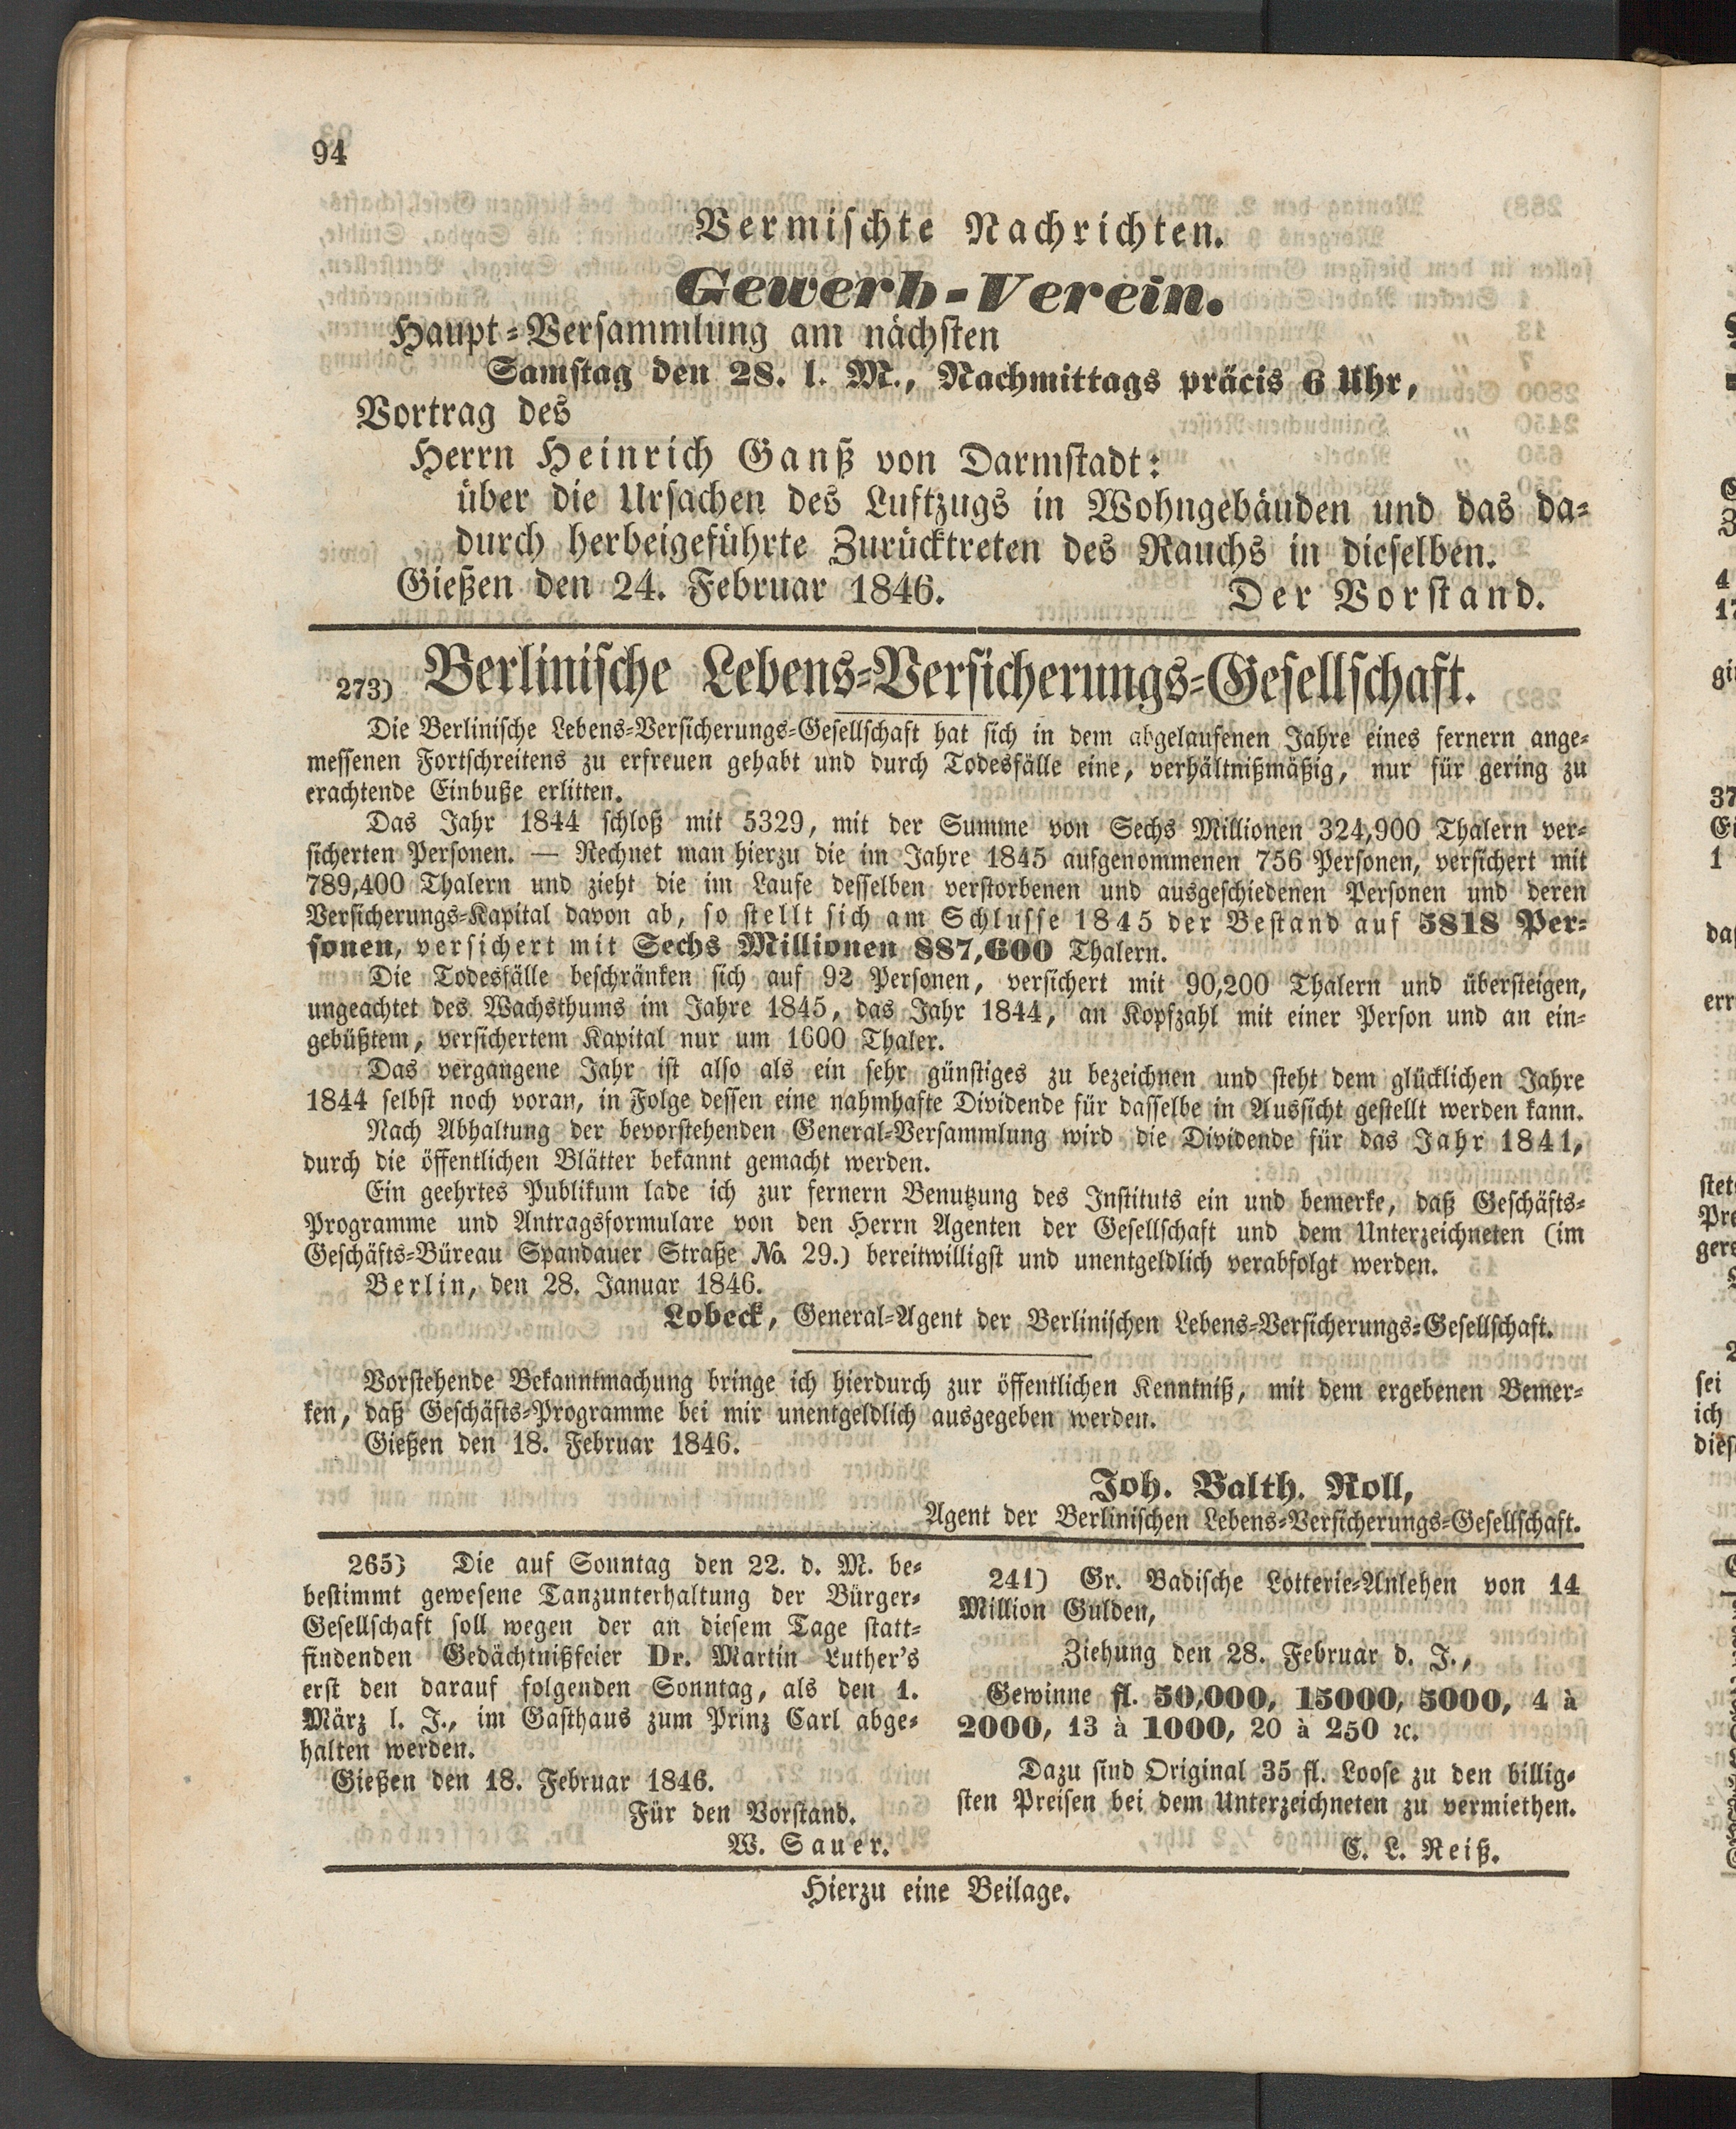 94
Vermischte Nachrichten.
Gewerb-Verein.
Haupt-Versammlung am nächsten
Samstag den 28. l. M., Nachmittags präcis 6 Uhr,
Vortrag des
Herrn Heinrich Ganß von Darmstadt:
über die Ursachen des Luftzugs in Wohngebäuden und das da-
durch herbeigeführte Zurücktreten des Rauchs in dieselben.
Gießen den 24. Februar 1846. Der Vorstand.
273) Berlinische Lebens-Versicherungs-Gesellschaft.
Die Berlinische Lebens-Versicherungs-Gesellschaft hat sich in dem abgelaufenen Jahre eines fernern ange-
messenen Fortschreitens zu erfreuen gehabt und durch Todesfälle eine, verhältnißmäßig, nur für gering zu
erachtende Einbuße erlitten.
Das Jahr 1844 schloß mit 5329, mit der Summe von Sechs Millionen 324,900 Thalern ver-
sicherten Personen. — Rechnet man hierzu die im Jahre 1845 aufgenommenen 756 Personen, versichert mit
789,400 Thalern und zieht die im Laufe desselben verstorbenen und ausgeschiedenen Personen und deren
Versicherungs-Kapital davon ab, so stellt sich am Schlusse 1845 der Bestand auf 5818 Per-
sonen, versichert mit Sechs Millionen 887,600 Thalern.
Die Todesfälle beschränken sich auf 92 Personen, versichert mit 90,200 Thalern und übersteigen,
ungeachtet des Wachsthums im Jahre 1845, das Jahr 1844, an Kopfzahl mit einer Person und an ein-
gebüßtem, versichertem Kapital nur um 1600 Thaler.
Das vergangene Jahr ist also als ein sehr günstiges zu bezeichnen und steht dem glücklichen Jahre
1844 selbst noch voran, in Folge dessen eine nahmhafte Dividende für dasselbe in Aussicht gestellt werden kann.
Nach Abhaltung der bevorstehenden General-Versammlung wird die Dividende für das Jahr 1841,
durch die öffentlichen Blätter bekannt gemacht werden.
Ein geehrtes Publikum lade ich zur fernern Benutzung des Instituts ein und bemerke, daß Geschäfts-
Programme und Antragsformulare von den Herrn Agenten der Gesellschaft und dem Unterzeichneten (im
Geschäfts-Büreau Spandauer Straße No. 29.) bereitwilligst und unentgeldlich verabfolgt werden.
Berlin, den 28. Januar 1846.
Lobeck, General-Agent der Berlinischen Lebens-Versicherungs-Gesellschaft.
Vorstehende Bekanntmachung bringe ich hierdurch zur öffentlichen Kenntniß, mit dem ergebenen Bemer-
ken, daß Geschäfts-Programme bei mir unentgeldlich ausgegeben werden.
Gießen den 18. Februar 1846.
Joh. Balth. Roll,
Agent der Berlinischen Lebens-Versicherungs-Gesellschaft.
265) Die auf Sonntag den 22. d. M. be-
bestimmt gewesene Tanzunterhaltung der Bürger-
Gesellschaft soll wegen der an diesem Tage statt-
findenden Gedächtnißfeier Dr. Martin Luther's
erst den darauf folgenden Sonntag, als den 1.
März l. J., im Gasthaus zum Prinz Carl abge-
halten werden.
Gießen den 18. Februar 1846.
Für den Vorstand.
W. Sauer.
241) Gr. Badische Lotterie-Anlehen von 14
Million Gulden,
Ziehung den 28. Februar d. J.,
Gewinne fl. 50,000, 15000, 5000, 4 à
2000, 13 à 1000, 20 à 250 ꝛc.
Dazu sind Original 35 fl. Loose zu den billig-
sten Preisen bei dem Unterzeichneten zu vermiethen.
C. L. Reiß.
Hierzu eine Beilage.